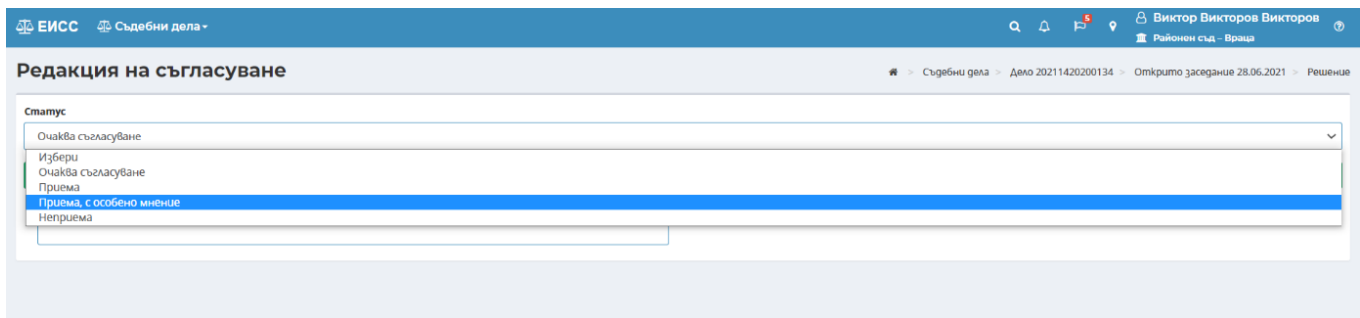 ЕИСС Съдебни дела
5
Виктор Викторов Викторов
Районен съд – Враца
Редакция на съгласуване
> Съдебни дела > Дело 20211420200134 > Открито заседание 28.06.2021 > Решение
Статус
Очаква съгласуване
Избери
Очаква съгласуване
Приема
Приема, с особено мнение
Неприема